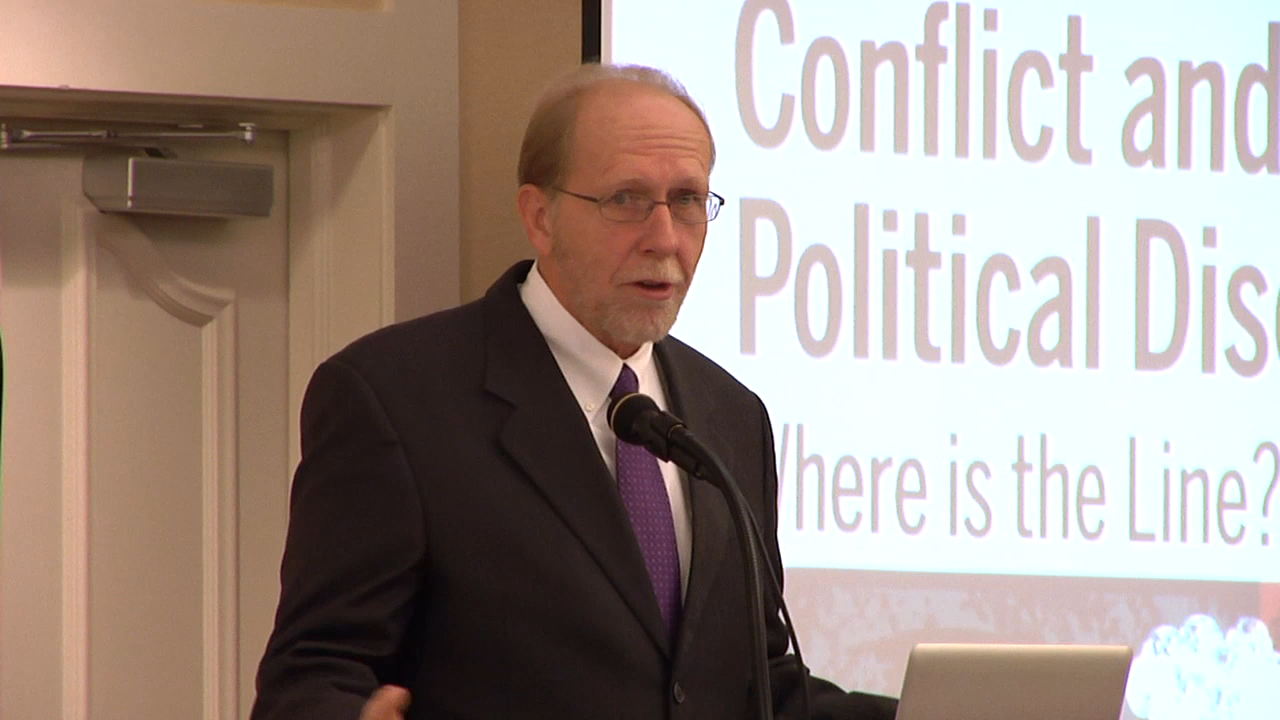 Conflict and
Political Dis
here is the Line?